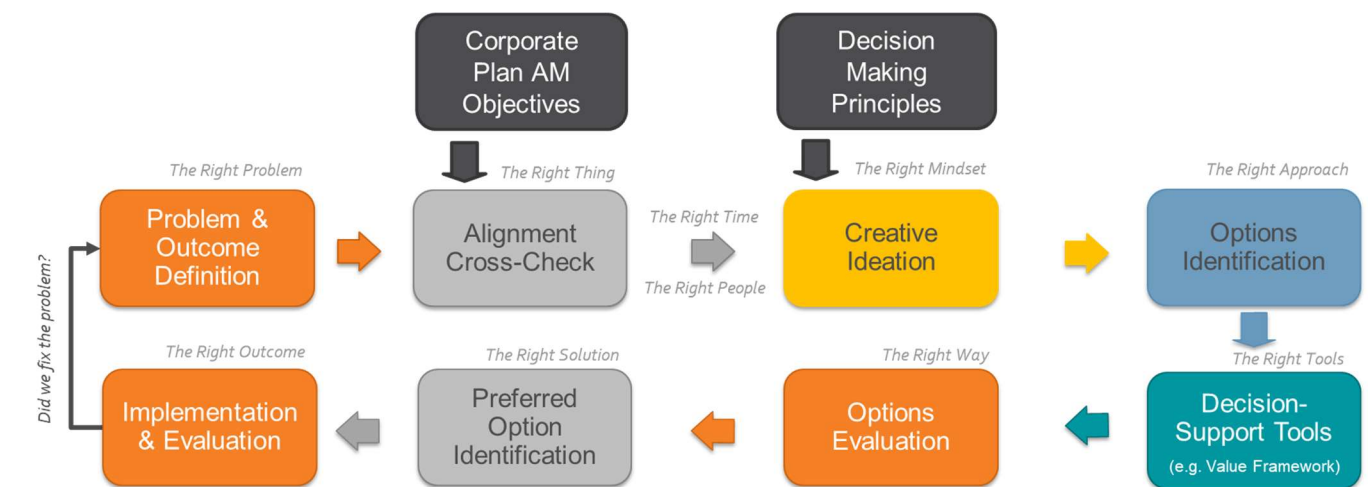 Corporate
Plan AM
Objectives
Decision
Making
Principles
The Right Problem
The Right Thing
The Right Mindset
The Right Approach
Problem &
Outcome
Definition
Alignment
Cross-Check
The Right Time
The Right People
Creative
Ideation
Options
Identification
Did we fix the problem?
The Right Outcome
The Right Solution
The Right Way
The Right Tools
Implementation
& Evaluation
Preferred
Option
Identification
Options
Evaluation
Decision-
Support Tools
(e.g. Value Framework)